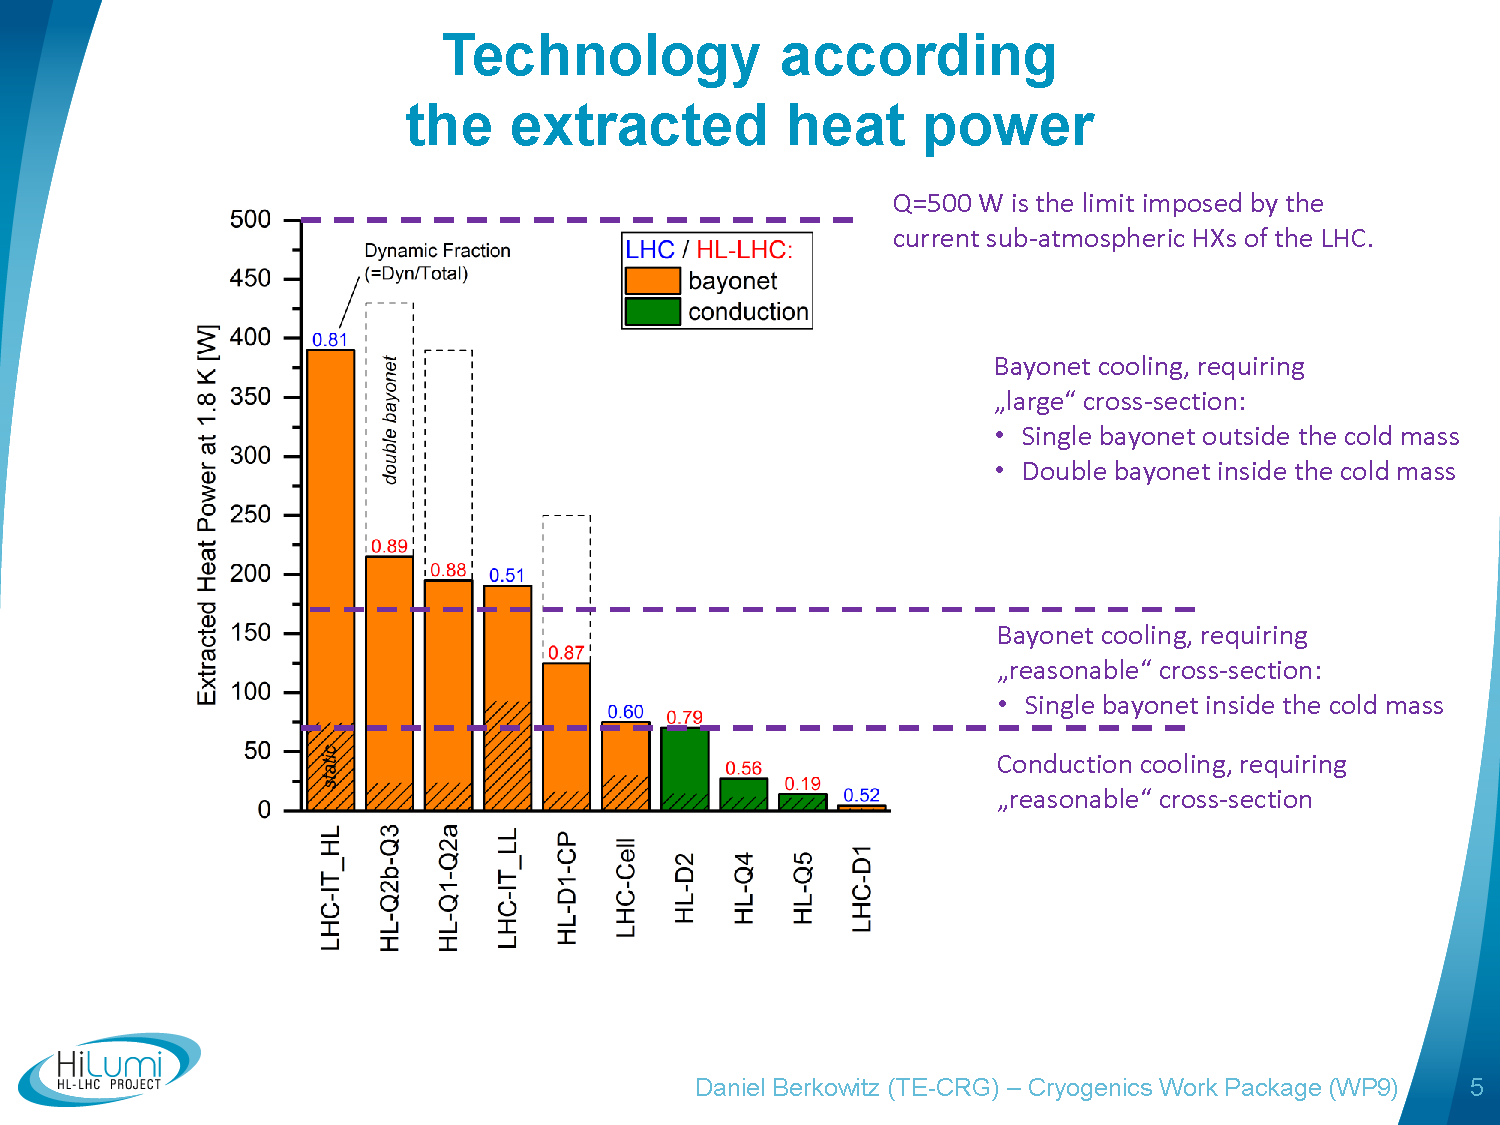 Technology according
the extracted heat power
Q=500 W is the limit imposed by the
current sub-atmospheric HXs of the LHC.
Extracted Heat Power at 1.8 K [W]
500
450
400
350
300
250
200
150
100
50
0
Dynamic Fraction
(=Dyn/Total)
LHC / HL-LHC:
bayonet
conduction
double bayonet
static
0.81
0.89
0.88
0.51
0.87
0.60
0.79
0.56
0.19
0.52
LHC-IT_HL
HL-Q2b-Q3
HL-Q1-Q2a
LHC-IT_LL
HL-D1-CP
LHC-Cell
HL-D2
HL-Q4
HL-Q5
LHC-D1
Bayonet cooling, requiring
„large“ cross-section:
• Single bayonet outside the cold mass
• Double bayonet inside the cold mass
Bayonet cooling, requiring
„reasonable“ cross-section:
• Single bayonet inside the cold mass
Conduction cooling, requiring
„reasonable“ cross-section
HiLumi
HL-LHC PROJECT
Daniel Berkowitz (TE-CRG) – Cryogenics Work Package (WP9)
5